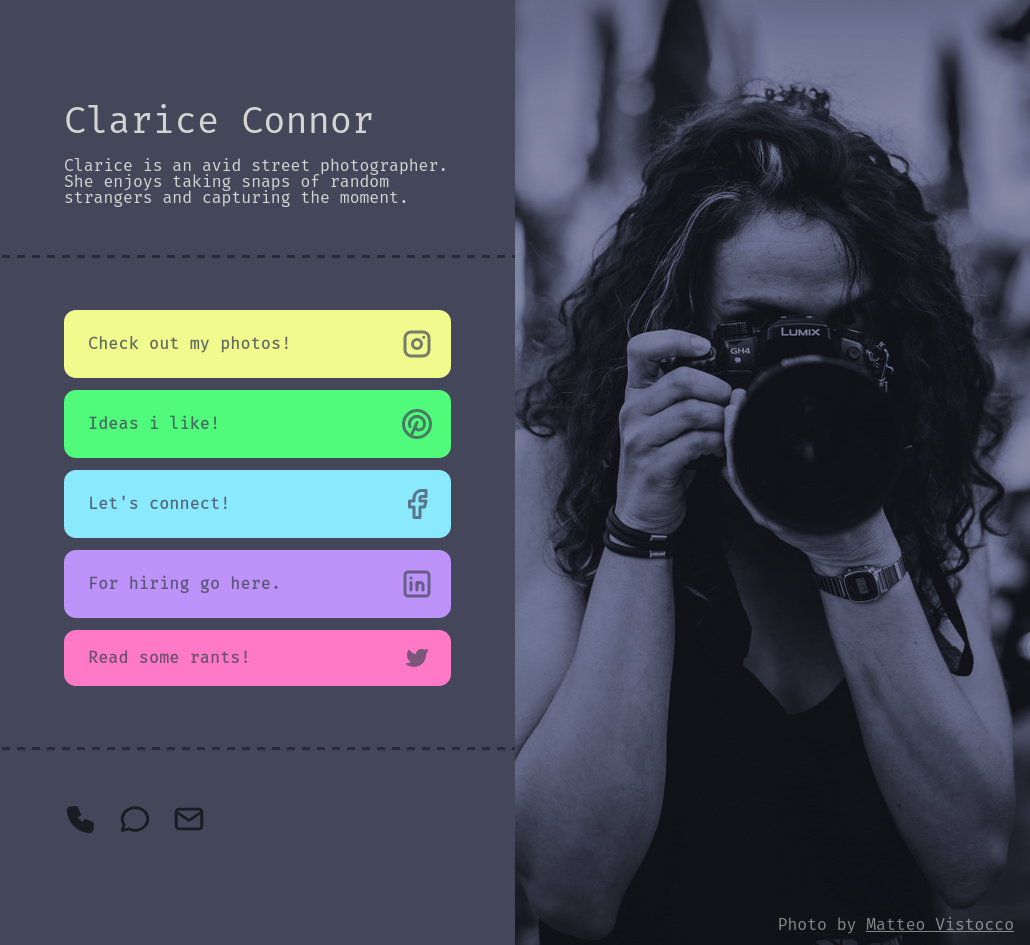 Clarice Connor
Clarice is an avid street photographer.
She enjoys taking snaps of random
strangers and capturing the moment.
Check out my photos!
Ideas i like!
Let's connect!
For hiring go here.
Read some rants!
LUMIX
GH4
Photo by Matteo Vistocco